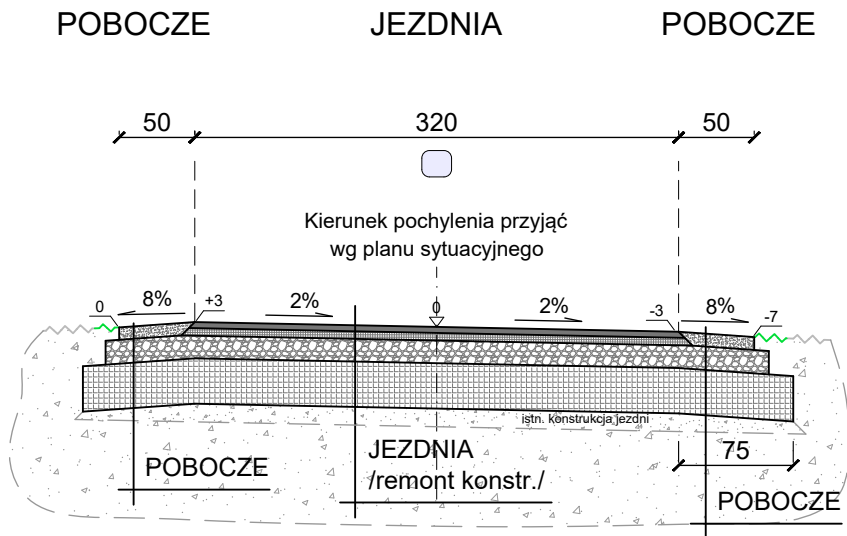 POBOCZE JEZDNIA POBOCZE
50 320 50
Kierunek pochylenia przyjąć
wg planu sytuacyjnego
0 8% +3 2% 0 2% -3 8% -7
istn. konstrukcja jezdni
75
JEZDNIA
/remont konstr./
POBOCZE
POBOCZE